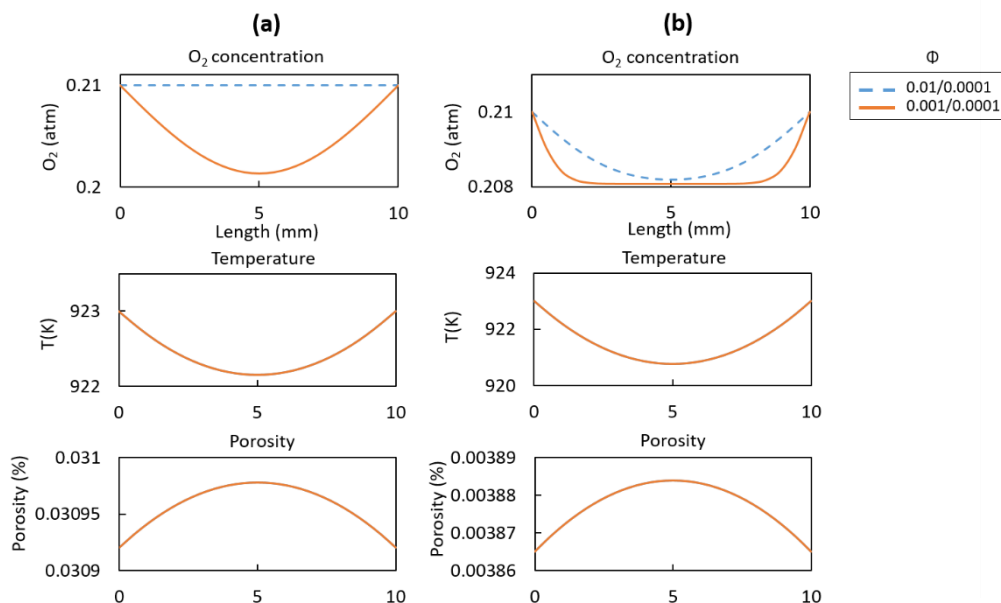 (a)
O₂ concentration
0.21
0.2
O₂ (atm)
0
5
10
Length (mm)
Temperature
923
922
T(K)
0
5
10
Porosity
0.031
0.03095
0.0309
Porosity (%)
0
5
10
(b)
O₂ concentration
0.21
0.208
O₂ (atm)
0
5
10
Length (mm)
Temperature
924
922
920
T(K)
0
5
10
Porosity
0.00389
0.00388
0.00387
0.00386
Porosity (%)
0
5
10
Φ
0.01/0.0001
0.001/0.0001